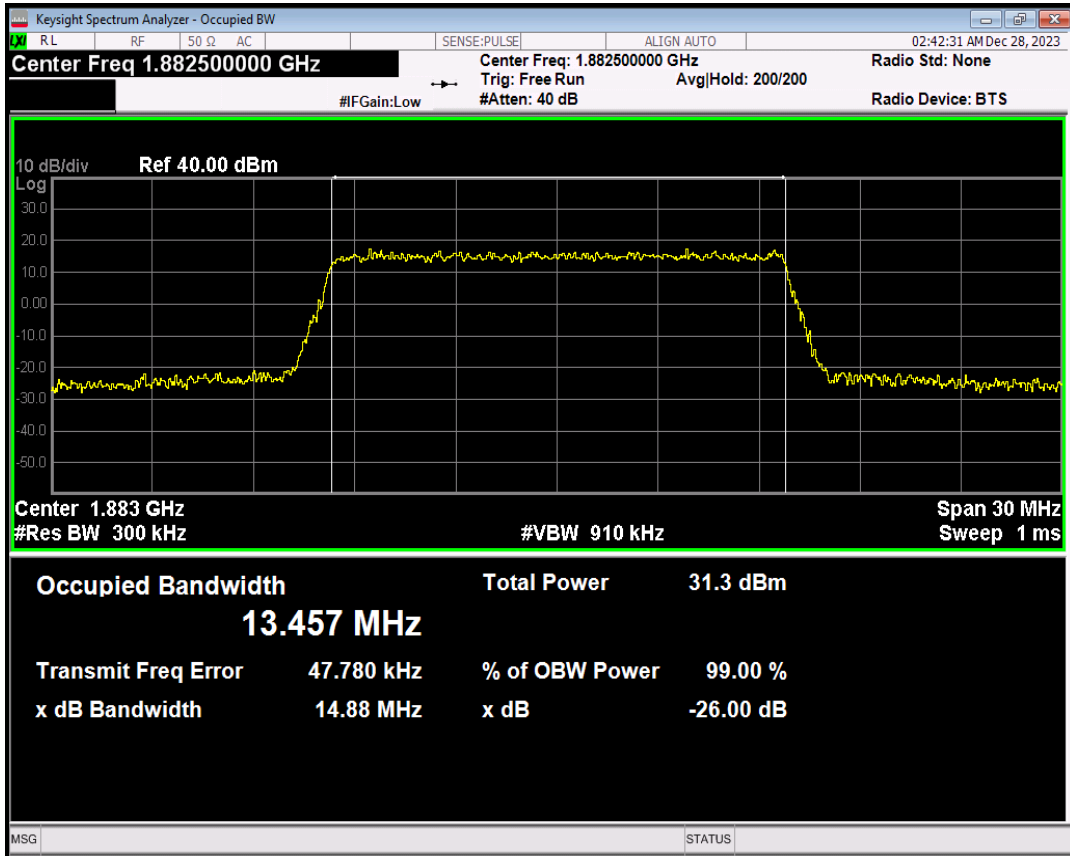 Keysight Spectrum Analyzer - Occupied BW
LXI RL RF 50 Ω AC SENSE:PULSE ALIGN AUTO 02:42:31 AM Dec 28, 2023
Center Freq 1.882500000 GHz Center Freq: 1.882500000 GHz Radio Std: None
Trig: Free Run Avg|Hold: 200/200
#IFGain:Low #Atten: 40 dB Radio Device: BTS
10 dB/div Ref 40.00 dBm
Log
30.0
20.0
10.0
0.00
-10.0
-20.0
-30.0
-40.0
-50.0
Center 1.883 GHz Span 30 MHz
#Res BW 300 kHz #VBW 910 kHz Sweep 1 ms
Occupied Bandwidth Total Power 31.3 dBm
13.457 MHz
Transmit Freq Error 47.780 kHz % of OBW Power 99.00 %
x dB Bandwidth 14.88 MHz x dB -26.00 dB
MSG STATUS